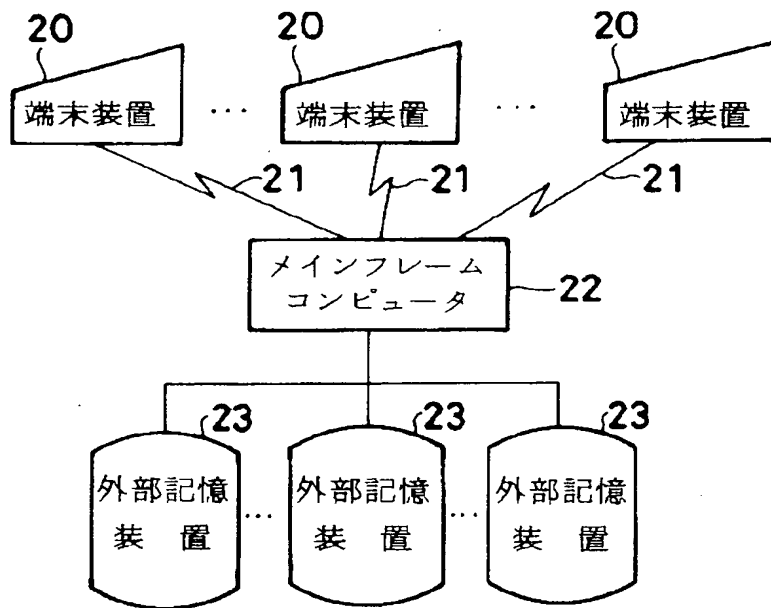 20 20 20
端末装置 ... 端末装置 ... 端末装置
21 21 21
メインフレーム
コンピュータ
22
23 23 23
外部記憶 外部記憶 外部記憶
装置 ... 装置 ... 装置